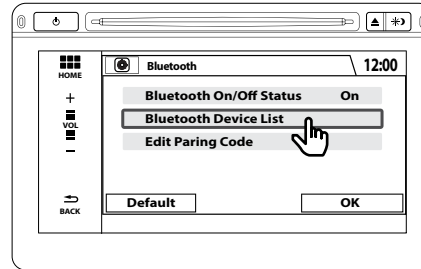 HOME
Bluetooth
12:00
+
VOL
−
Bluetooth On/Off Status On
Bluetooth Device List
Edit Paring Code
BACK
Default
OK